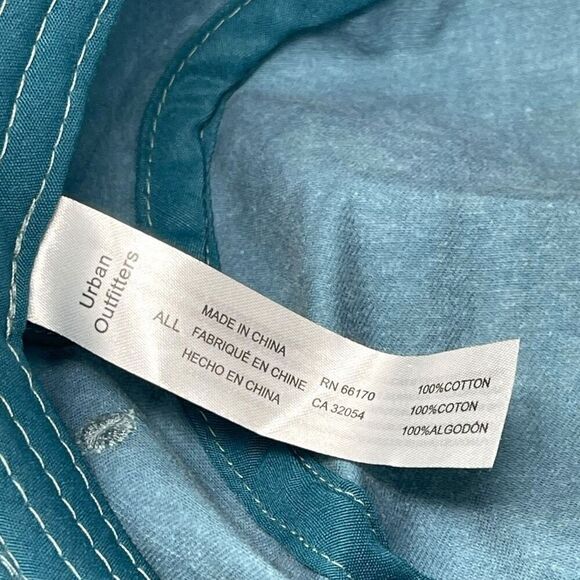 Urban
Outfitters
ALL
MADE IN CHINA
FABRIQUÉ EN CHINE
HECHO EN CHINA
RN 66170
CA 32054
100%COTTON
100%COTON
100%ALGODÓN